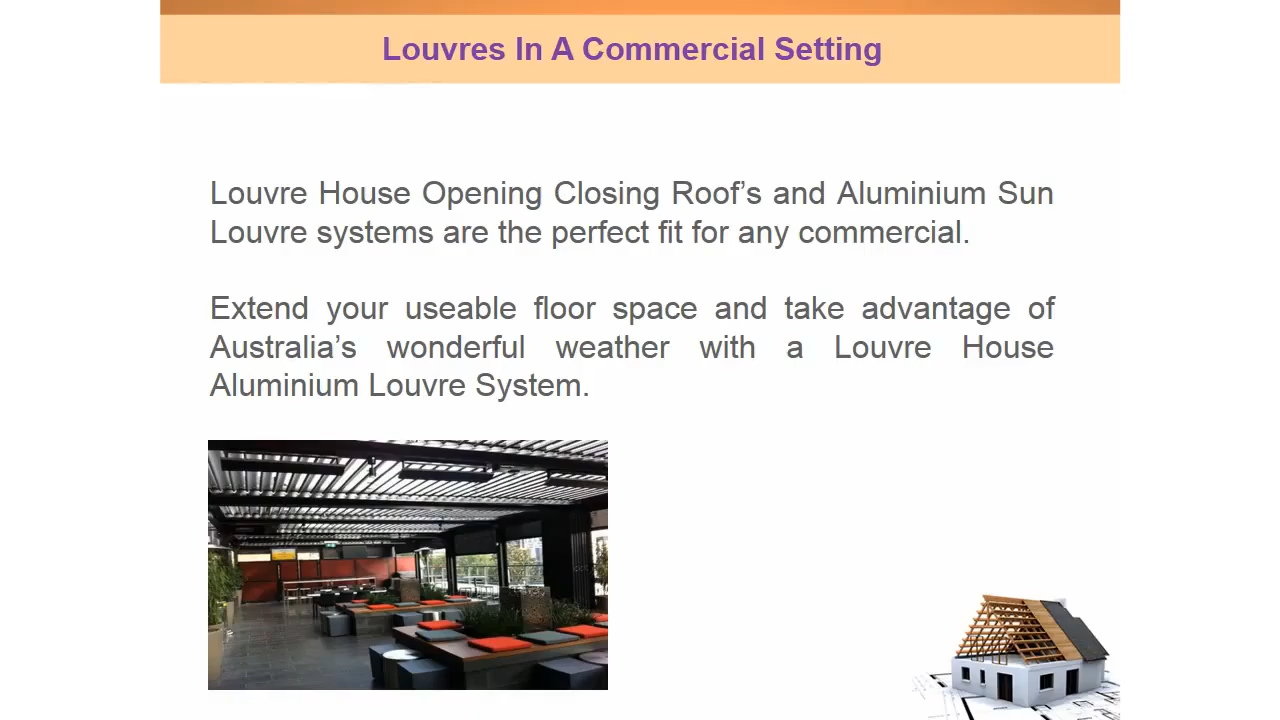 Louvres In A Commercial Setting
Louvre House Opening Closing Roof’s and Aluminium Sun
Louvre systems are the perfect fit for any commercial.
Extend your useable floor space and take advantage of
Australia’s wonderful weather with a Louvre House
Aluminium Louvre System.